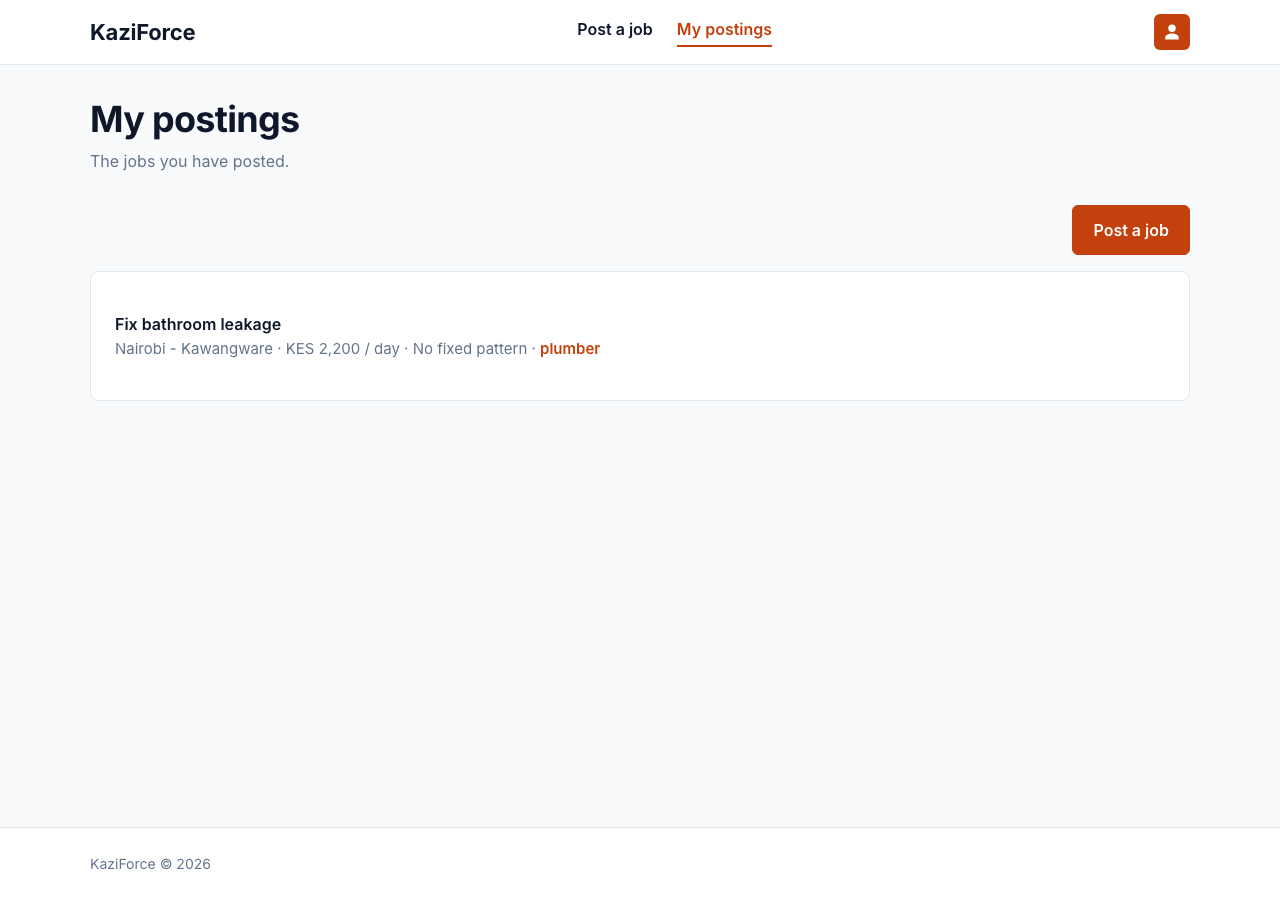 KaziForce
Post a job
My postings
My postings
The jobs you have posted.
Post a job
Fix bathroom leakage
Nairobi - Kawangware · KES 2,200 / day · No fixed pattern · plumber
KaziForce © 2026